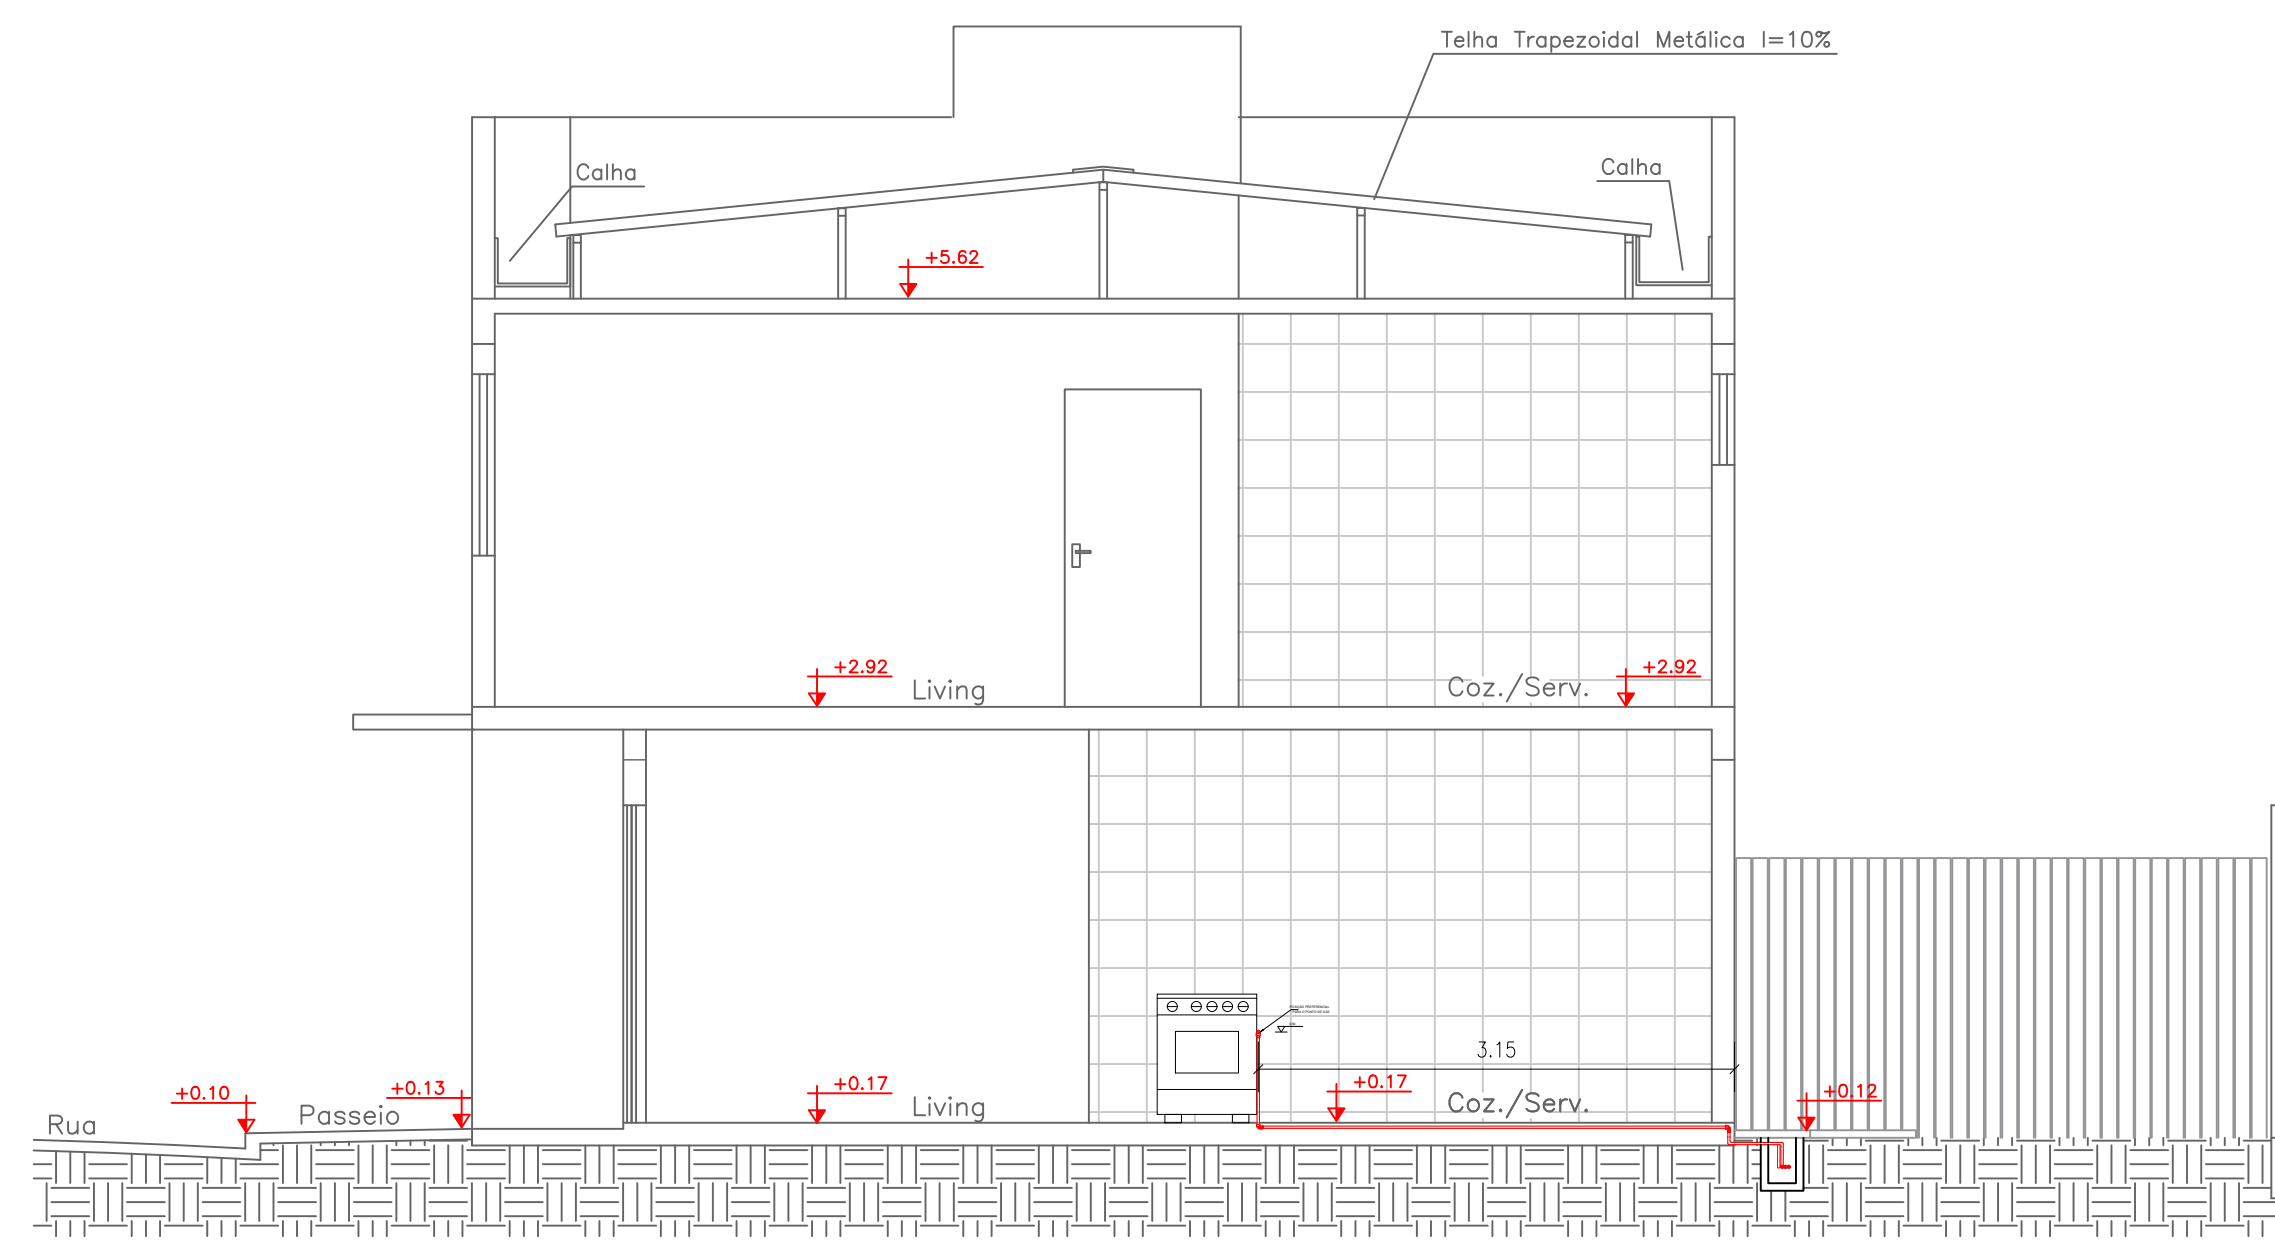 Telha Trapezoidal Metálica I=10%
Calha
Calha
+5.62
+2.92
Living
Coz./Serv.
+2.92
3.15
+0.10
+0.13
+0.17
+0.17
+0.12
Rua
Passeio
Living
Coz./Serv.